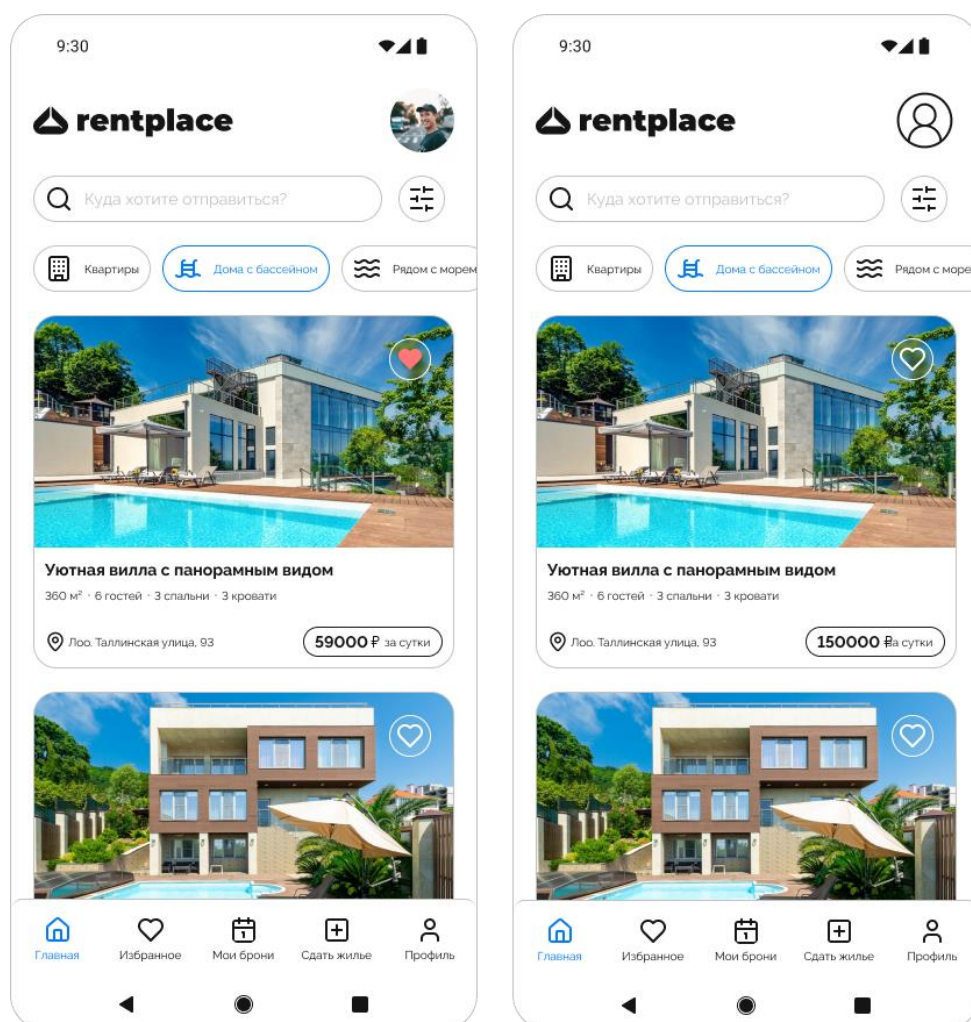 9:30
rentplace
Куда хотите отправиться?
Квартиры
Дома с бассейном
Рядом с морем
Уютная вилла с панорамным видом
360 м² · 6 гостей · 3 спальни · 3 кровати
Лоо. Таллинская улица, 93
59000 ₽ за сутки
Главная
Избранное
Мои брони
1
Сдать жилье
Профиль
9:30
rentplace
Куда хотите отправиться?
Квартиры
Дома с бассейном
Рядом с море
Уютная вилла с панорамным видом
360 м² · 6 гостей · 3 спальни · 3 кровати
Лоо. Таллинская улица, 93
150000 ₽за сутки
Главная
Избранное
Мои брони
1
Сдать жилье
Профиль